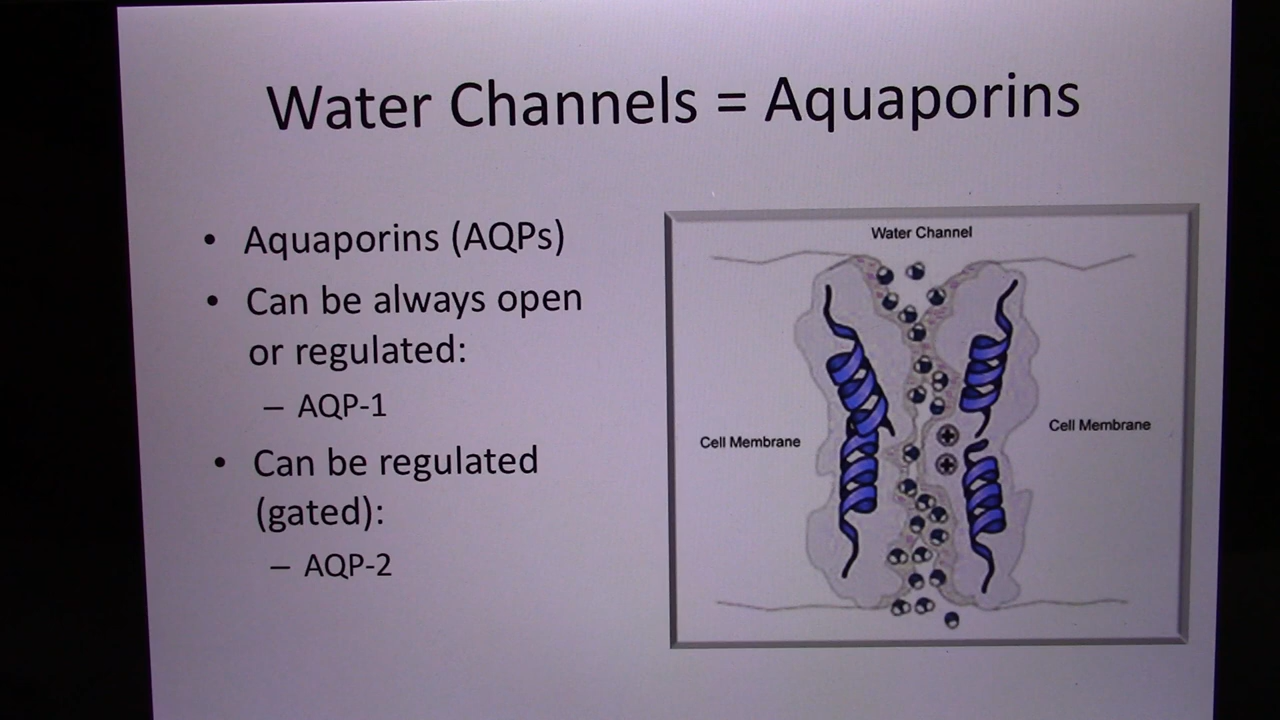 Water Channels = Aquaporins
• Aquaporins (AQPs)
• Can be always open
or regulated:
– AQP-1
• Can be regulated
(gated):
– AQP-2
Water Channel
Cell Membrane
Cell Membrane